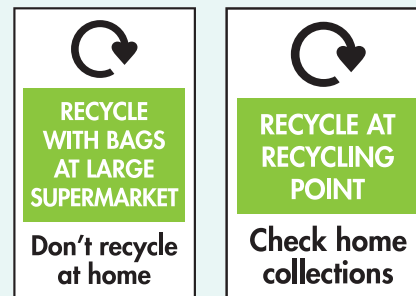 RECYCLE
WITH BAGS
AT LARGE
SUPERMARKET
Don't recycle
at home
RECYCLE AT
RECYCLING
POINT
Check home
collections